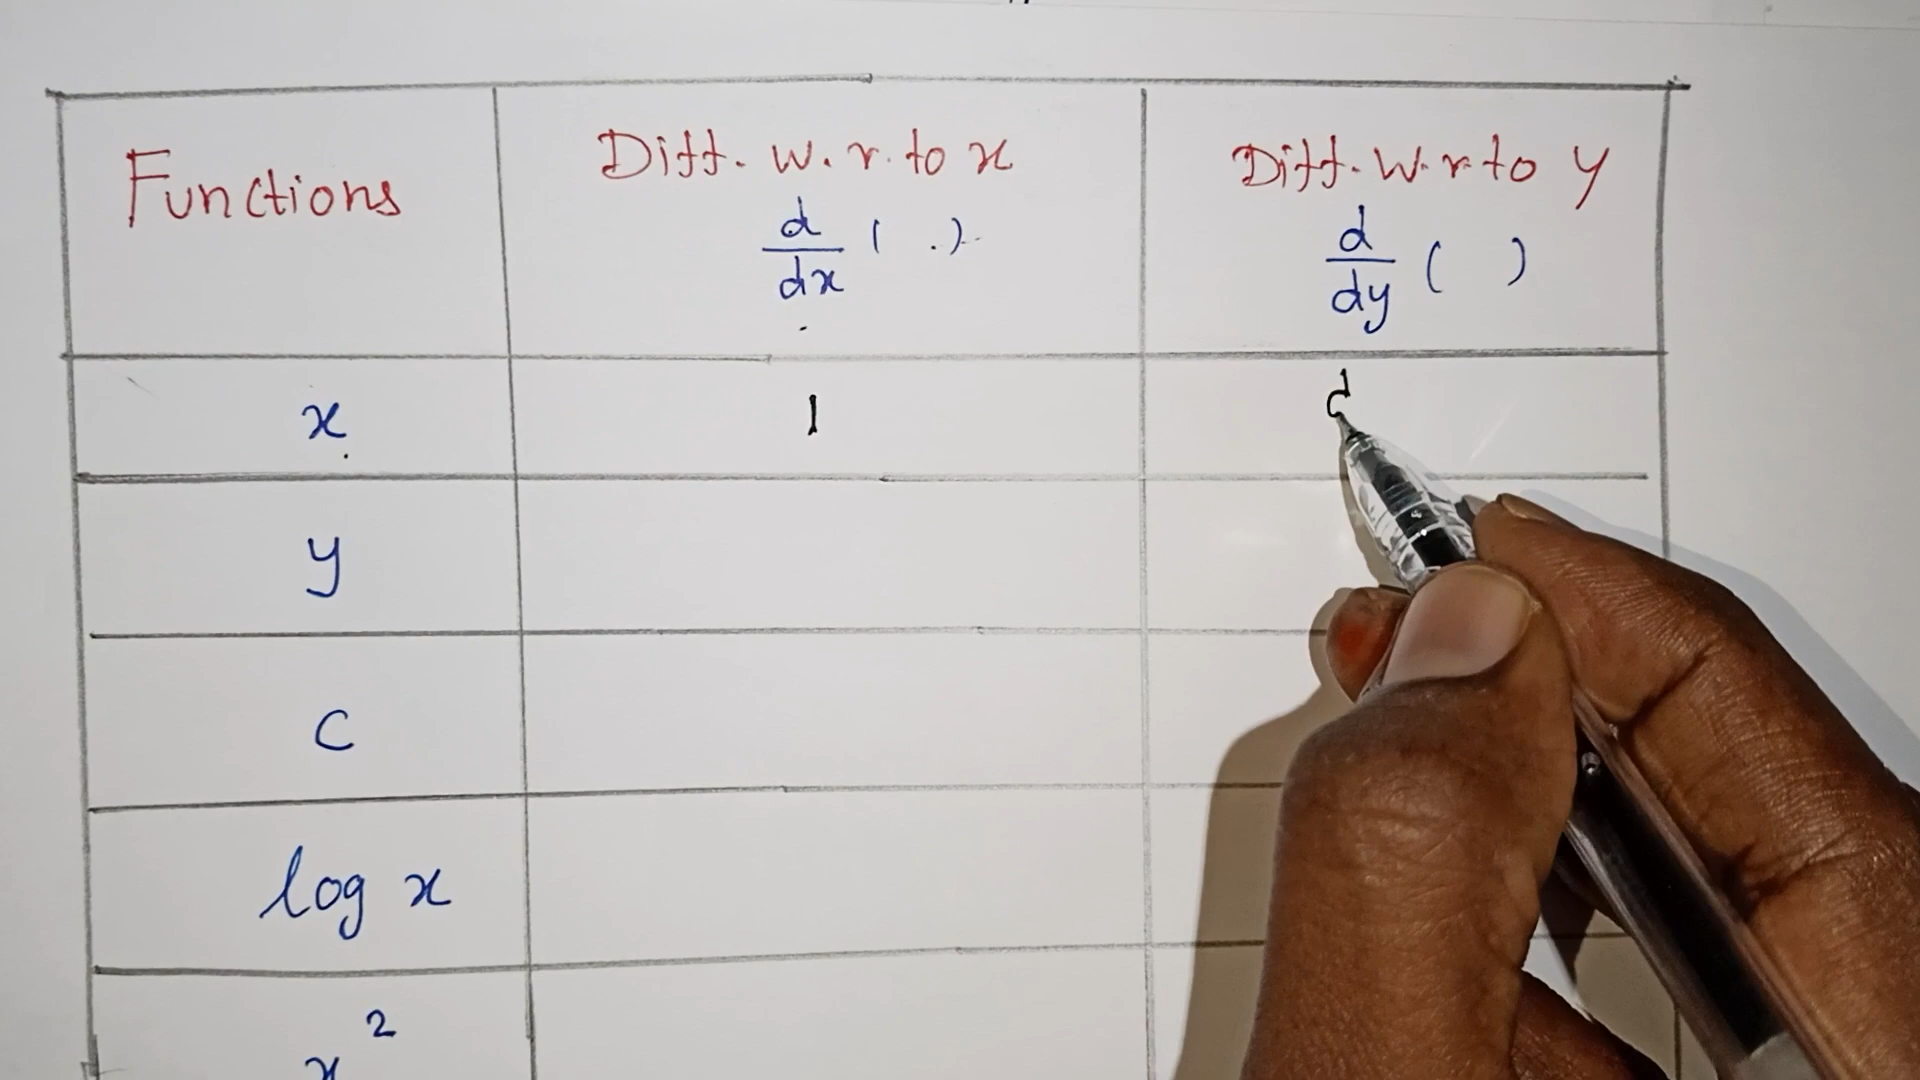 Functions
Diff. w. r. to x
d/dx ( )
Diff. w. r. to y
d/dy ( )
x
1
d
y
c
log x
x²